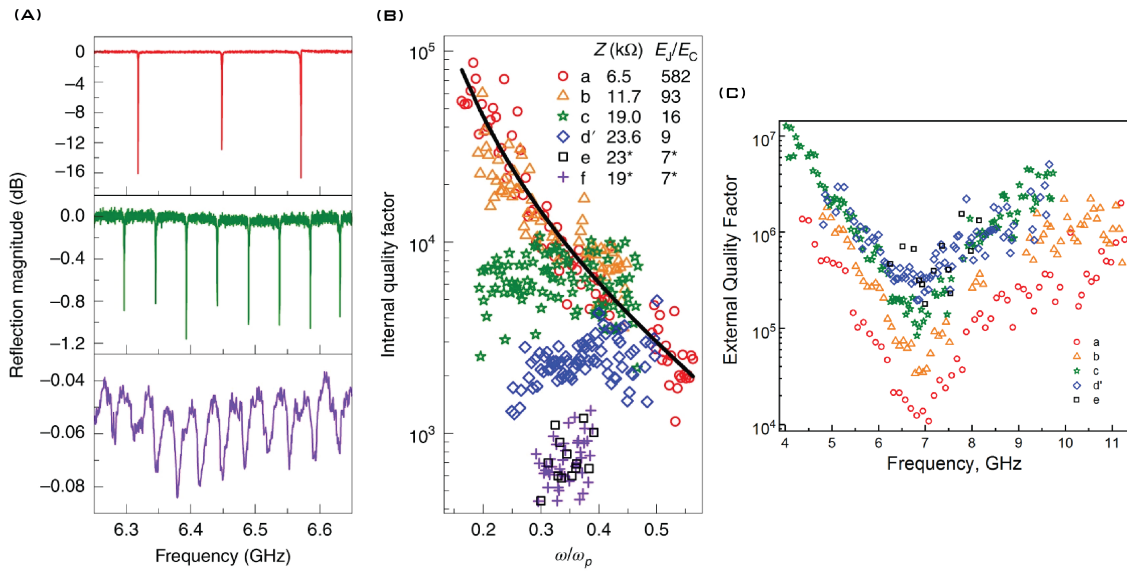 (A)
0
−4
−8
−12
−16
0.0
−0.4
−0.8
−1.2
−0.04
−0.06
−0.08
Reflection magnitude (dB)
6.3
6.4
6.5
6.6
Frequency (GHz)
(B)
10⁵
10⁴
10³
Internal quality factor
Z (kΩ) E_J/E_C
a 6.5 582
b 11.7 93
c 19.0 16
d′ 23.6 9
e 23* 7*
f 19* 7*
0.2
0.3
0.4
0.5
ω/ω_p
(C)
10⁷
10⁶
10⁵
10⁴
External Quality Factor
a
b
c
d'
e
4
5
6
7
8
9
10
11
Frequency, GHz